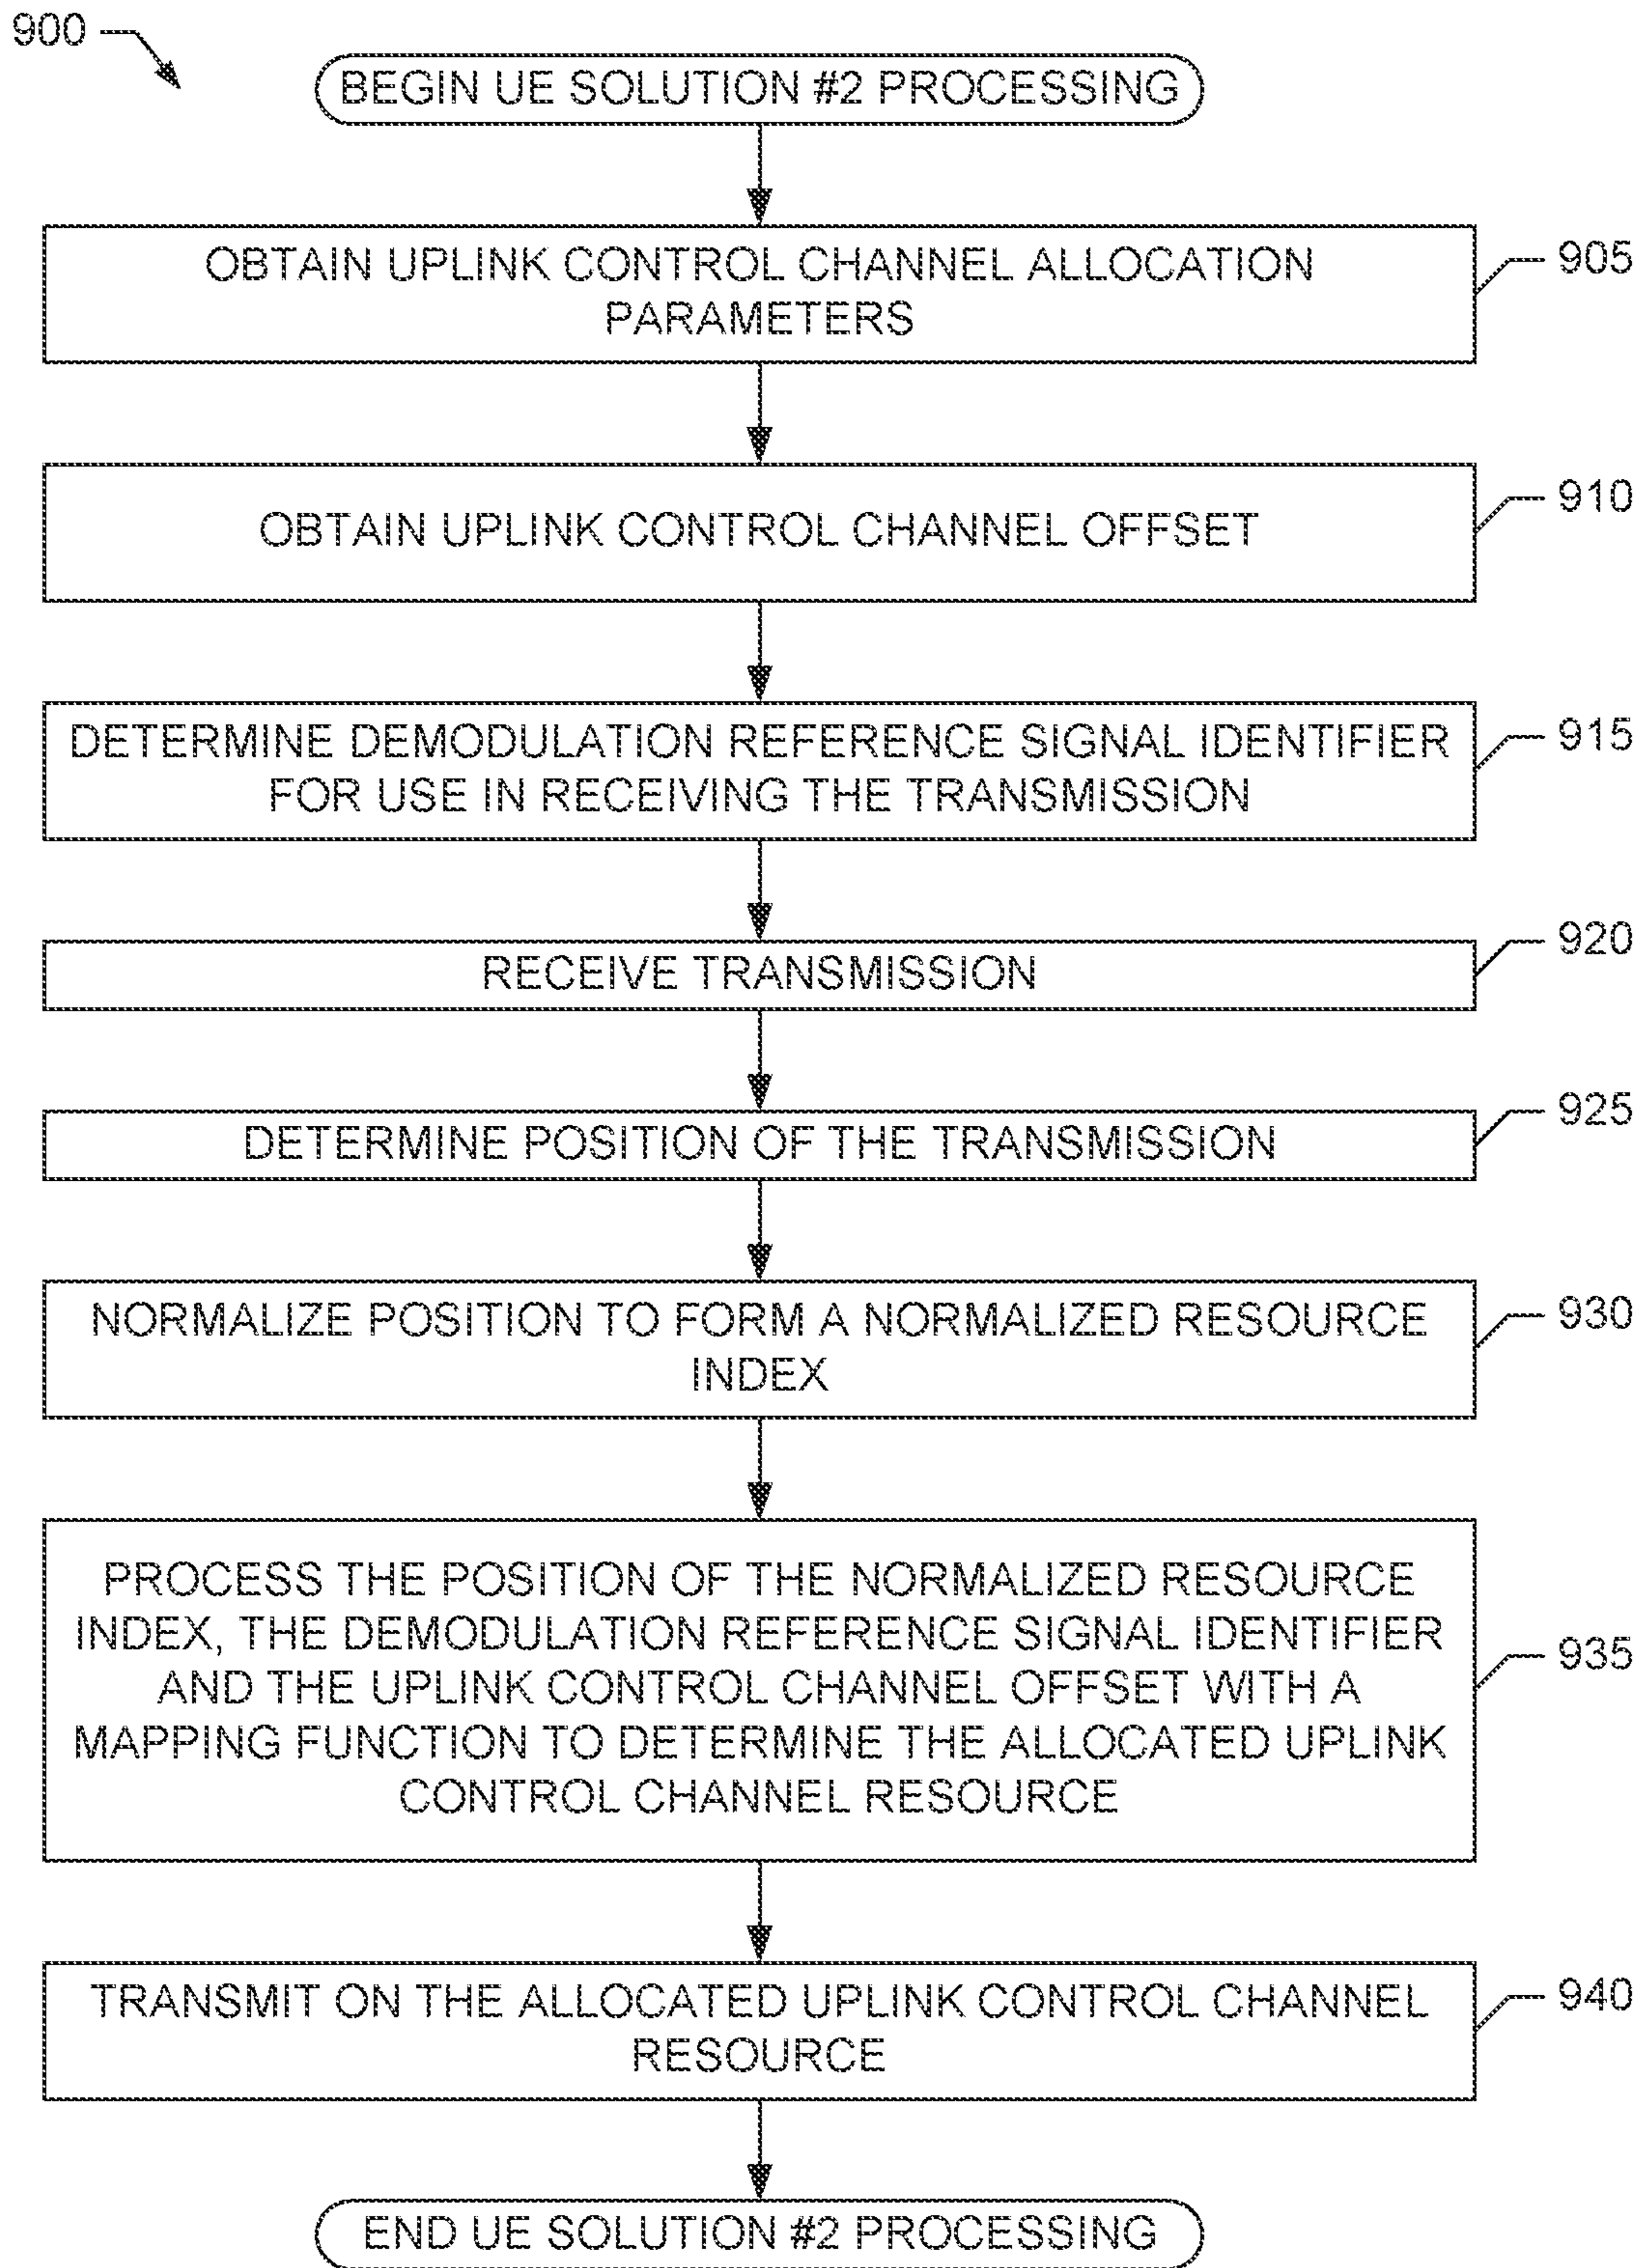 900
BEGIN UE SOLUTION #2 PROCESSING
OBTAIN UPLINK CONTROL CHANNEL ALLOCATION
PARAMETERS
905
OBTAIN UPLINK CONTROL CHANNEL OFFSET
910
DETERMINE DEMODULATION REFERENCE SIGNAL IDENTIFIER
FOR USE IN RECEIVING THE TRANSMISSION
915
RECEIVE TRANSMISSION
920
DETERMINE POSITION OF THE TRANSMISSION
925
NORMALIZE POSITION TO FORM A NORMALIZED RESOURCE
INDEX
930
PROCESS THE POSITION OF THE NORMALIZED RESOURCE
INDEX, THE DEMODULATION REFERENCE SIGNAL IDENTIFIER
AND THE UPLINK CONTROL CHANNEL OFFSET WITH A
MAPPING FUNCTION TO DETERMINE THE ALLOCATED UPLINK
CONTROL CHANNEL RESOURCE
935
TRANSMIT ON THE ALLOCATED UPLINK CONTROL CHANNEL
RESOURCE
940
END UE SOLUTION #2 PROCESSING